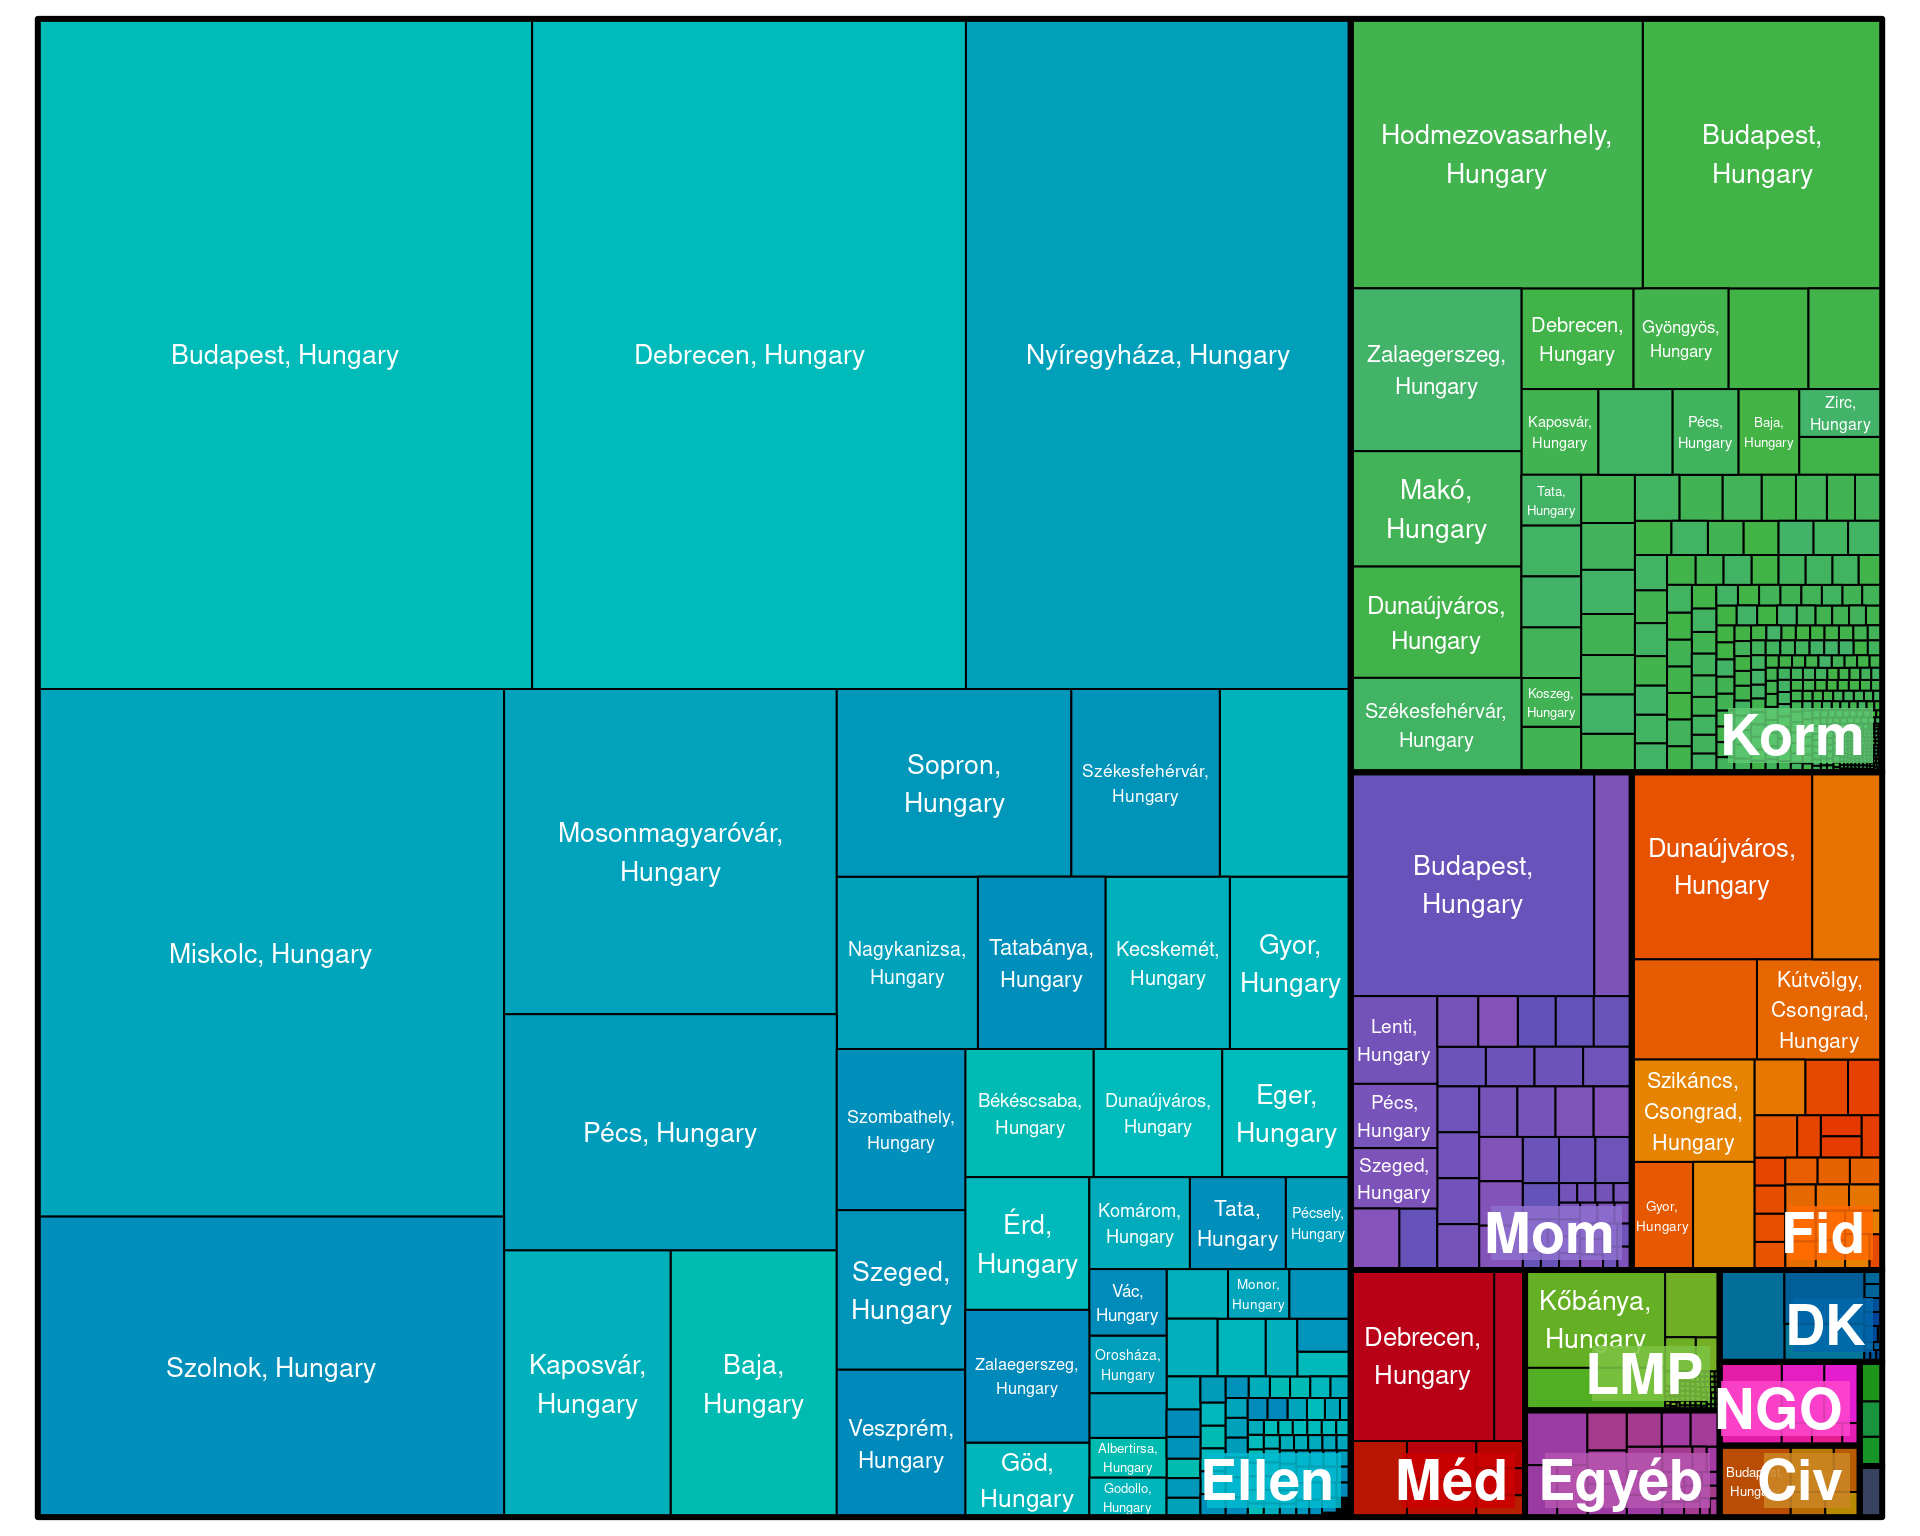 Budapest, Hungary
Debrecen, Hungary
Nyíregyháza, Hungary
Miskolc, Hungary
Szolnok, Hungary
Mosonmagyaróvár,
Hungary
Pécs, Hungary
Kaposvár,
Hungary
Baja,
Hungary
Sopron,
Hungary
Székesfehérvár,
Hungary
Nagykanizsa,
Hungary
Tatabánya,
Hungary
Kecskemét,
Hungary
Gyor,
Hungary
Szombathely,
Hungary
Szeged,
Hungary
Veszprém,
Hungary
Békéscsaba,
Hungary
Dunaújváros,
Hungary
Eger,
Hungary
Érd,
Hungary
Zalaegerszeg,
Hungary
Göd,
Hungary
Komárom,
Hungary
Tata,
Hungary
Pécsely,
Hungary
Vác,
Hungary
Monor,
Hungary
Orosháza,
Hungary
Albertirsa,
Hungary
Godollo,
Hungary
Ellen
Hodmezovasarhely,
Hungary
Budapest,
Hungary
Zalaegerszeg,
Hungary
Debrecen,
Hungary
Gyöngyös,
Hungary
Kaposvár,
Hungary
Pécs,
Hungary
Baja,
Hungary
Zirc,
Hungary
Makó,
Hungary
Tata,
Hungary
Dunaújváros,
Hungary
Székesfehérvár,
Hungary
Koszeg,
Hungary
Korm
Budapest,
Hungary
Lenti,
Hungary
Pécs,
Hungary
Szeged,
Hungary
Mom
Dunaújváros,
Hungary
Kútvölgy,
Csongrad,
Hungary
Szikáncs,
Csongrad,
Hungary
Gyor,
Hungary
Fid
Debrecen,
Hungary
Méd
Kőbánya,
Hungary
LMP
Egyéb
DK
NGO
Budapest,
Hungary
Civ